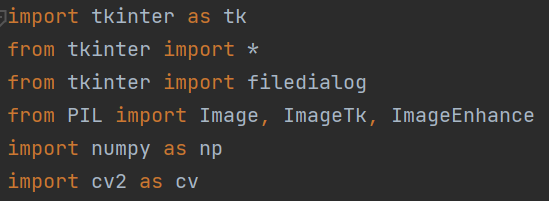 import tkinter as tk
from tkinter import *
from tkinter import filedialog
from PIL import Image, ImageTk, ImageEnhance
import numpy as np
import cv2 as cv